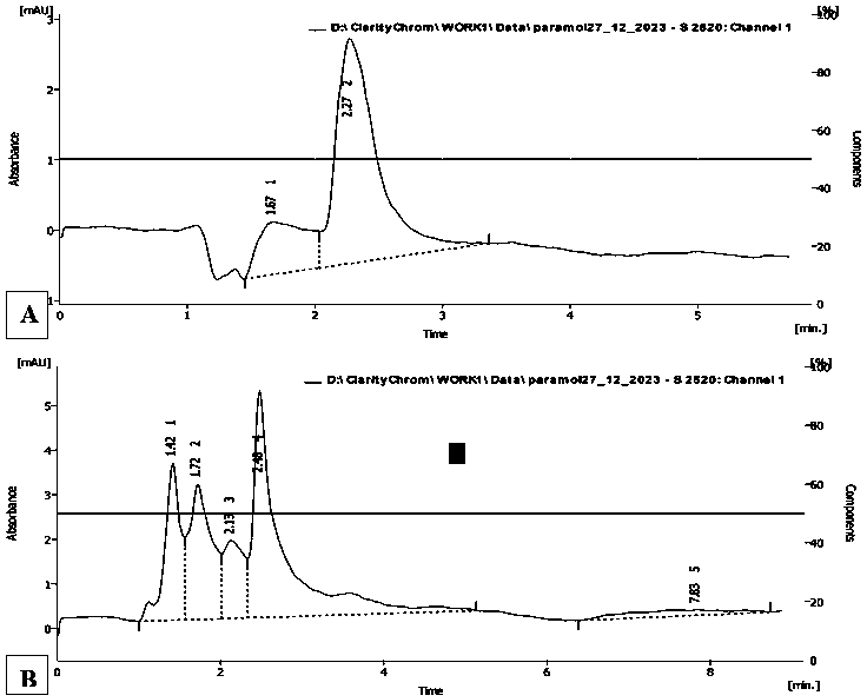 [mAU] [%]
3 100
D:\ClarityChrom\WORK1\Data\paramol27_12_2023 - S 2520: Channel 1
80
2 2.27 2
60
Absorbance Components
1
1.67 1 40
0
20
A 1 0
0 1 2 3 4 5
Time [min.]
[mAU] [%]
100
D:\ClarityChrom\WORK1\Data\paramol27_12_2023 - S 2520: Channel 1
5
80
1.42 1 1.72 2 2.48 4
4
60
3
Absorbance Components
2.13 3
2 40
1
7.83 5 20
0
B 0
0 2 4 6 8
Time [min.]